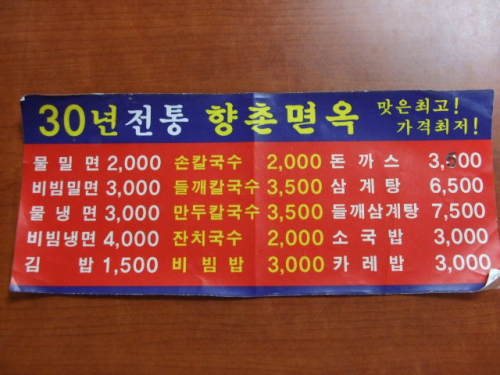 30년전통 향촌면옥 맛은최고!
가격최저!
물밀면 2,000 손칼국수 2,000 돈까스 3,500
비빔밀면 3,000 들깨칼국수 3,500 삼계탕 6,500
물냉면 3,000 만두칼국수 3,500 들깨삼계탕 7,500
비빔냉면 4,000 잔치국수 2,000 소국밥 3,000
김밥 1,500 비빔밥 3,000 카레밥 3,000